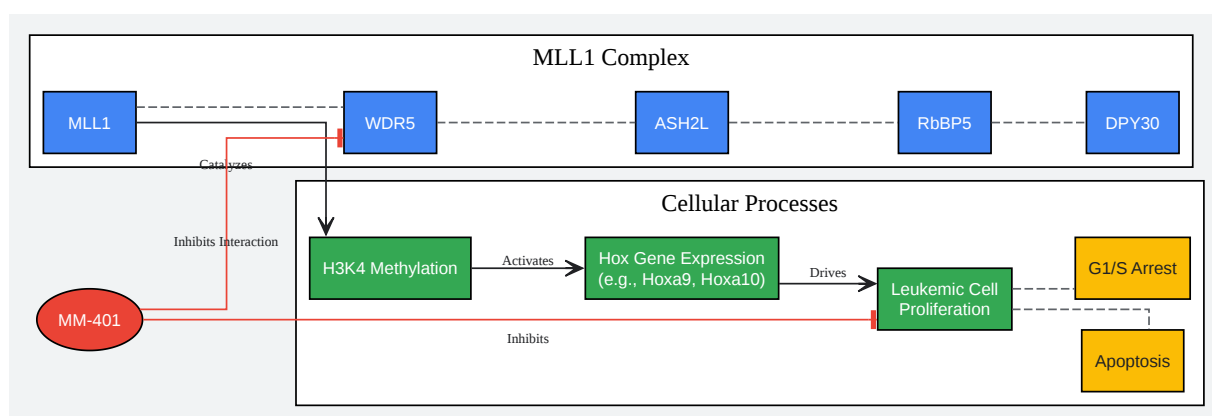 MLL1 Complex
MLL1
WDR5
ASH2L
RbBP5
DPY30
Catalyzes
Cellular Processes
Inhibits Interaction
H3K4 Methylation
Activates
Hox Gene Expression
(e.g., Hoxa9, Hoxa10)
Drives
Leukemic Cell
Proliferation
G1/S Arrest
MM-401
Inhibits
Apoptosis